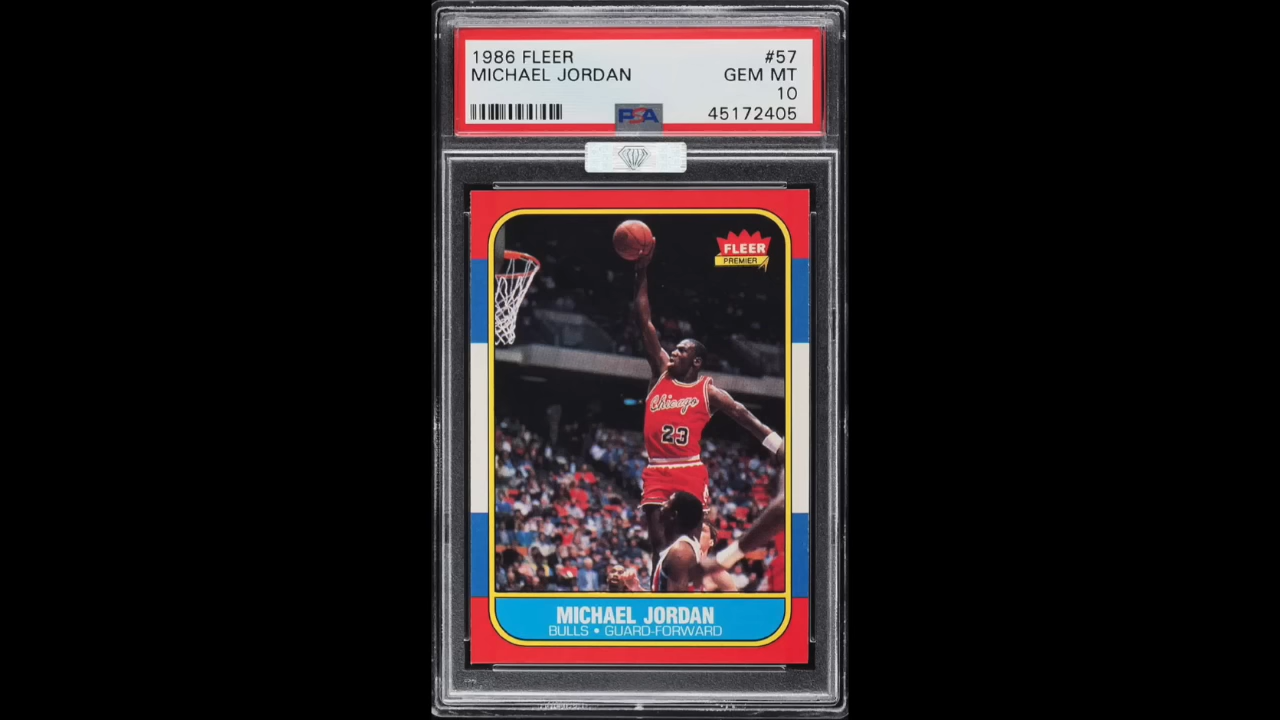 1986 FLEER #57
MICHAEL JORDAN GEM MT
10
45172405
PSA
FLEER
PREMIER
Chicago
23
MICHAEL JORDAN
BULLS • GUARD-FORWARD